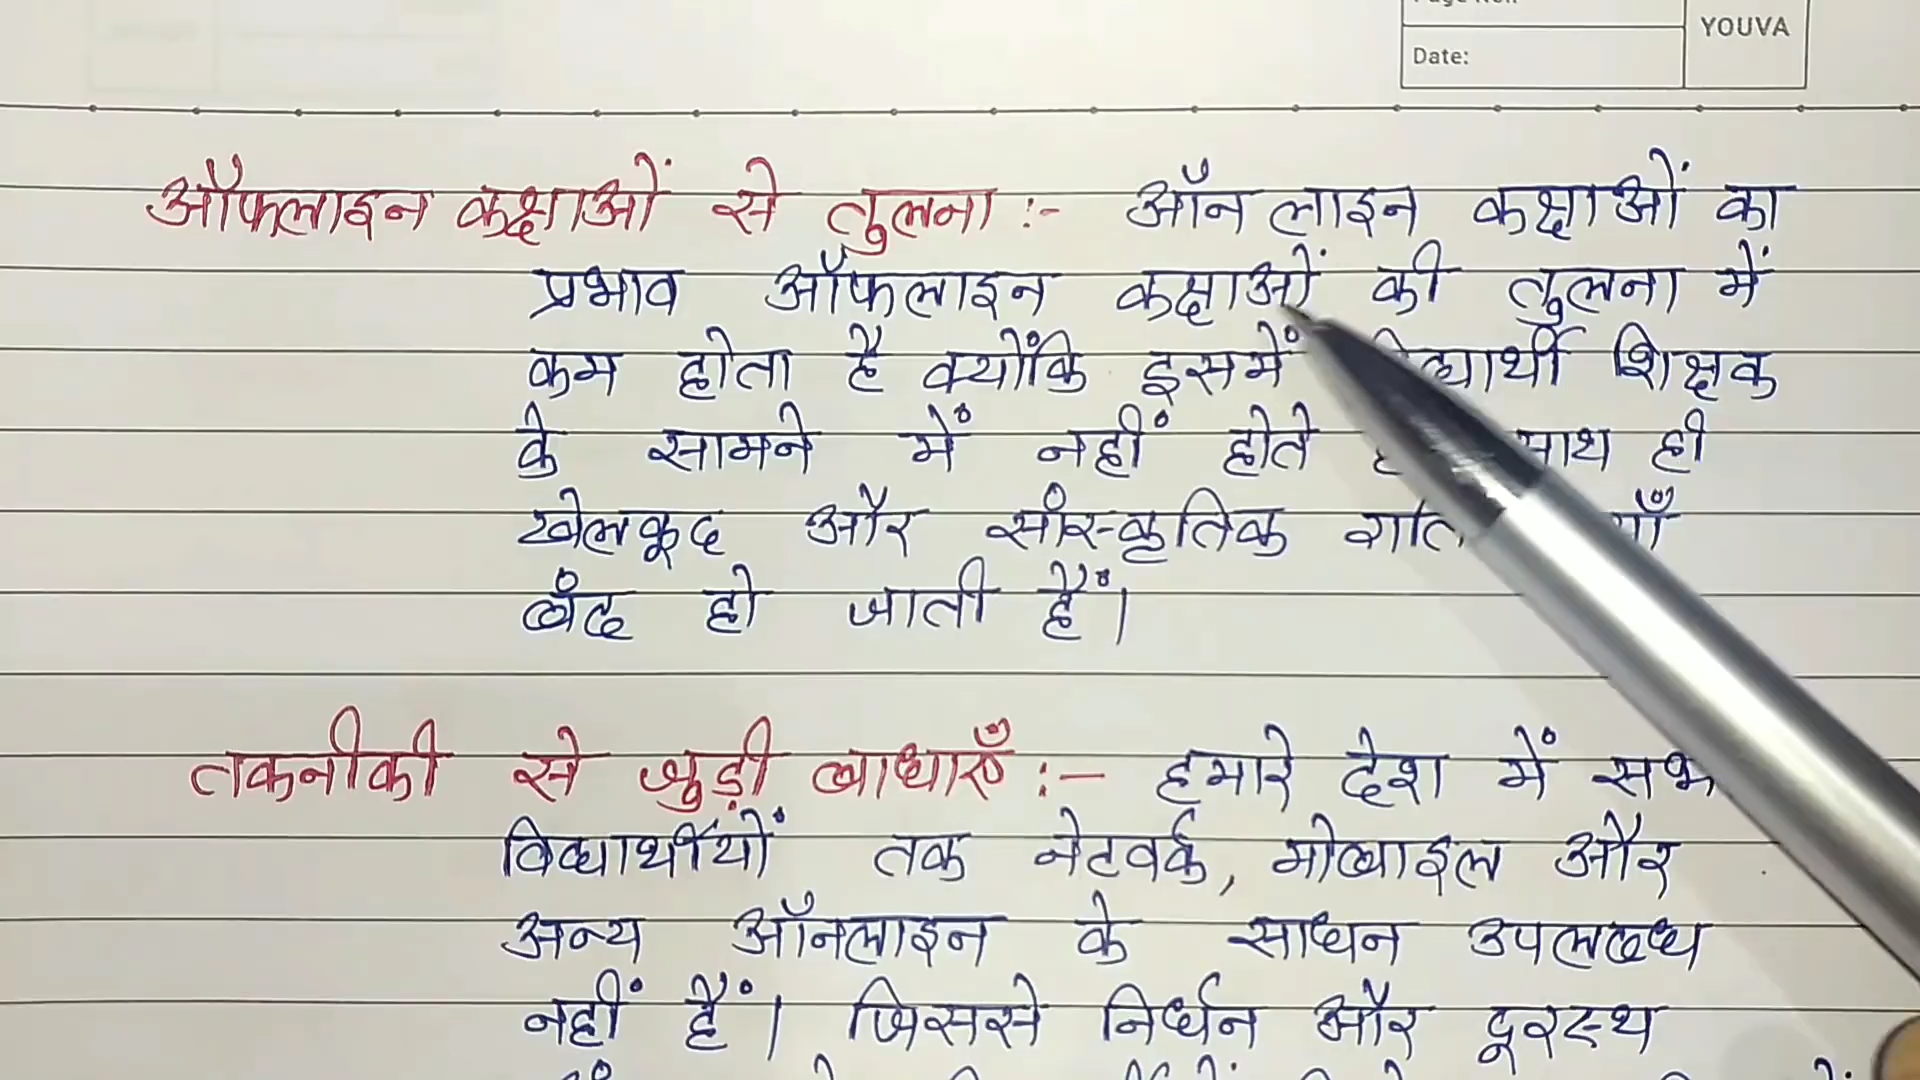 YOUVA
Date:
ऑफलाइन कक्षाओं से तुलना :- ऑनलाइन कक्षाओं का
प्रभाव ऑफलाइन कक्षाओं की तुलना में
कम होता है क्योंकि इसमें शिक्षक
के सामने में नहीं होते साथ ही
खेलकूद और सांस्कृतिक
बंद हो जाती हैं।
तकनीकी से जुड़ी बाधाएँ :- हमारे देश में
विद्यार्थीयों तक नेटवर्क, मोबाइल और
अन्य ऑनलाइन के साधन उपलब्ध
नहीं हैं। जिससे निर्धन और दूरस्थ